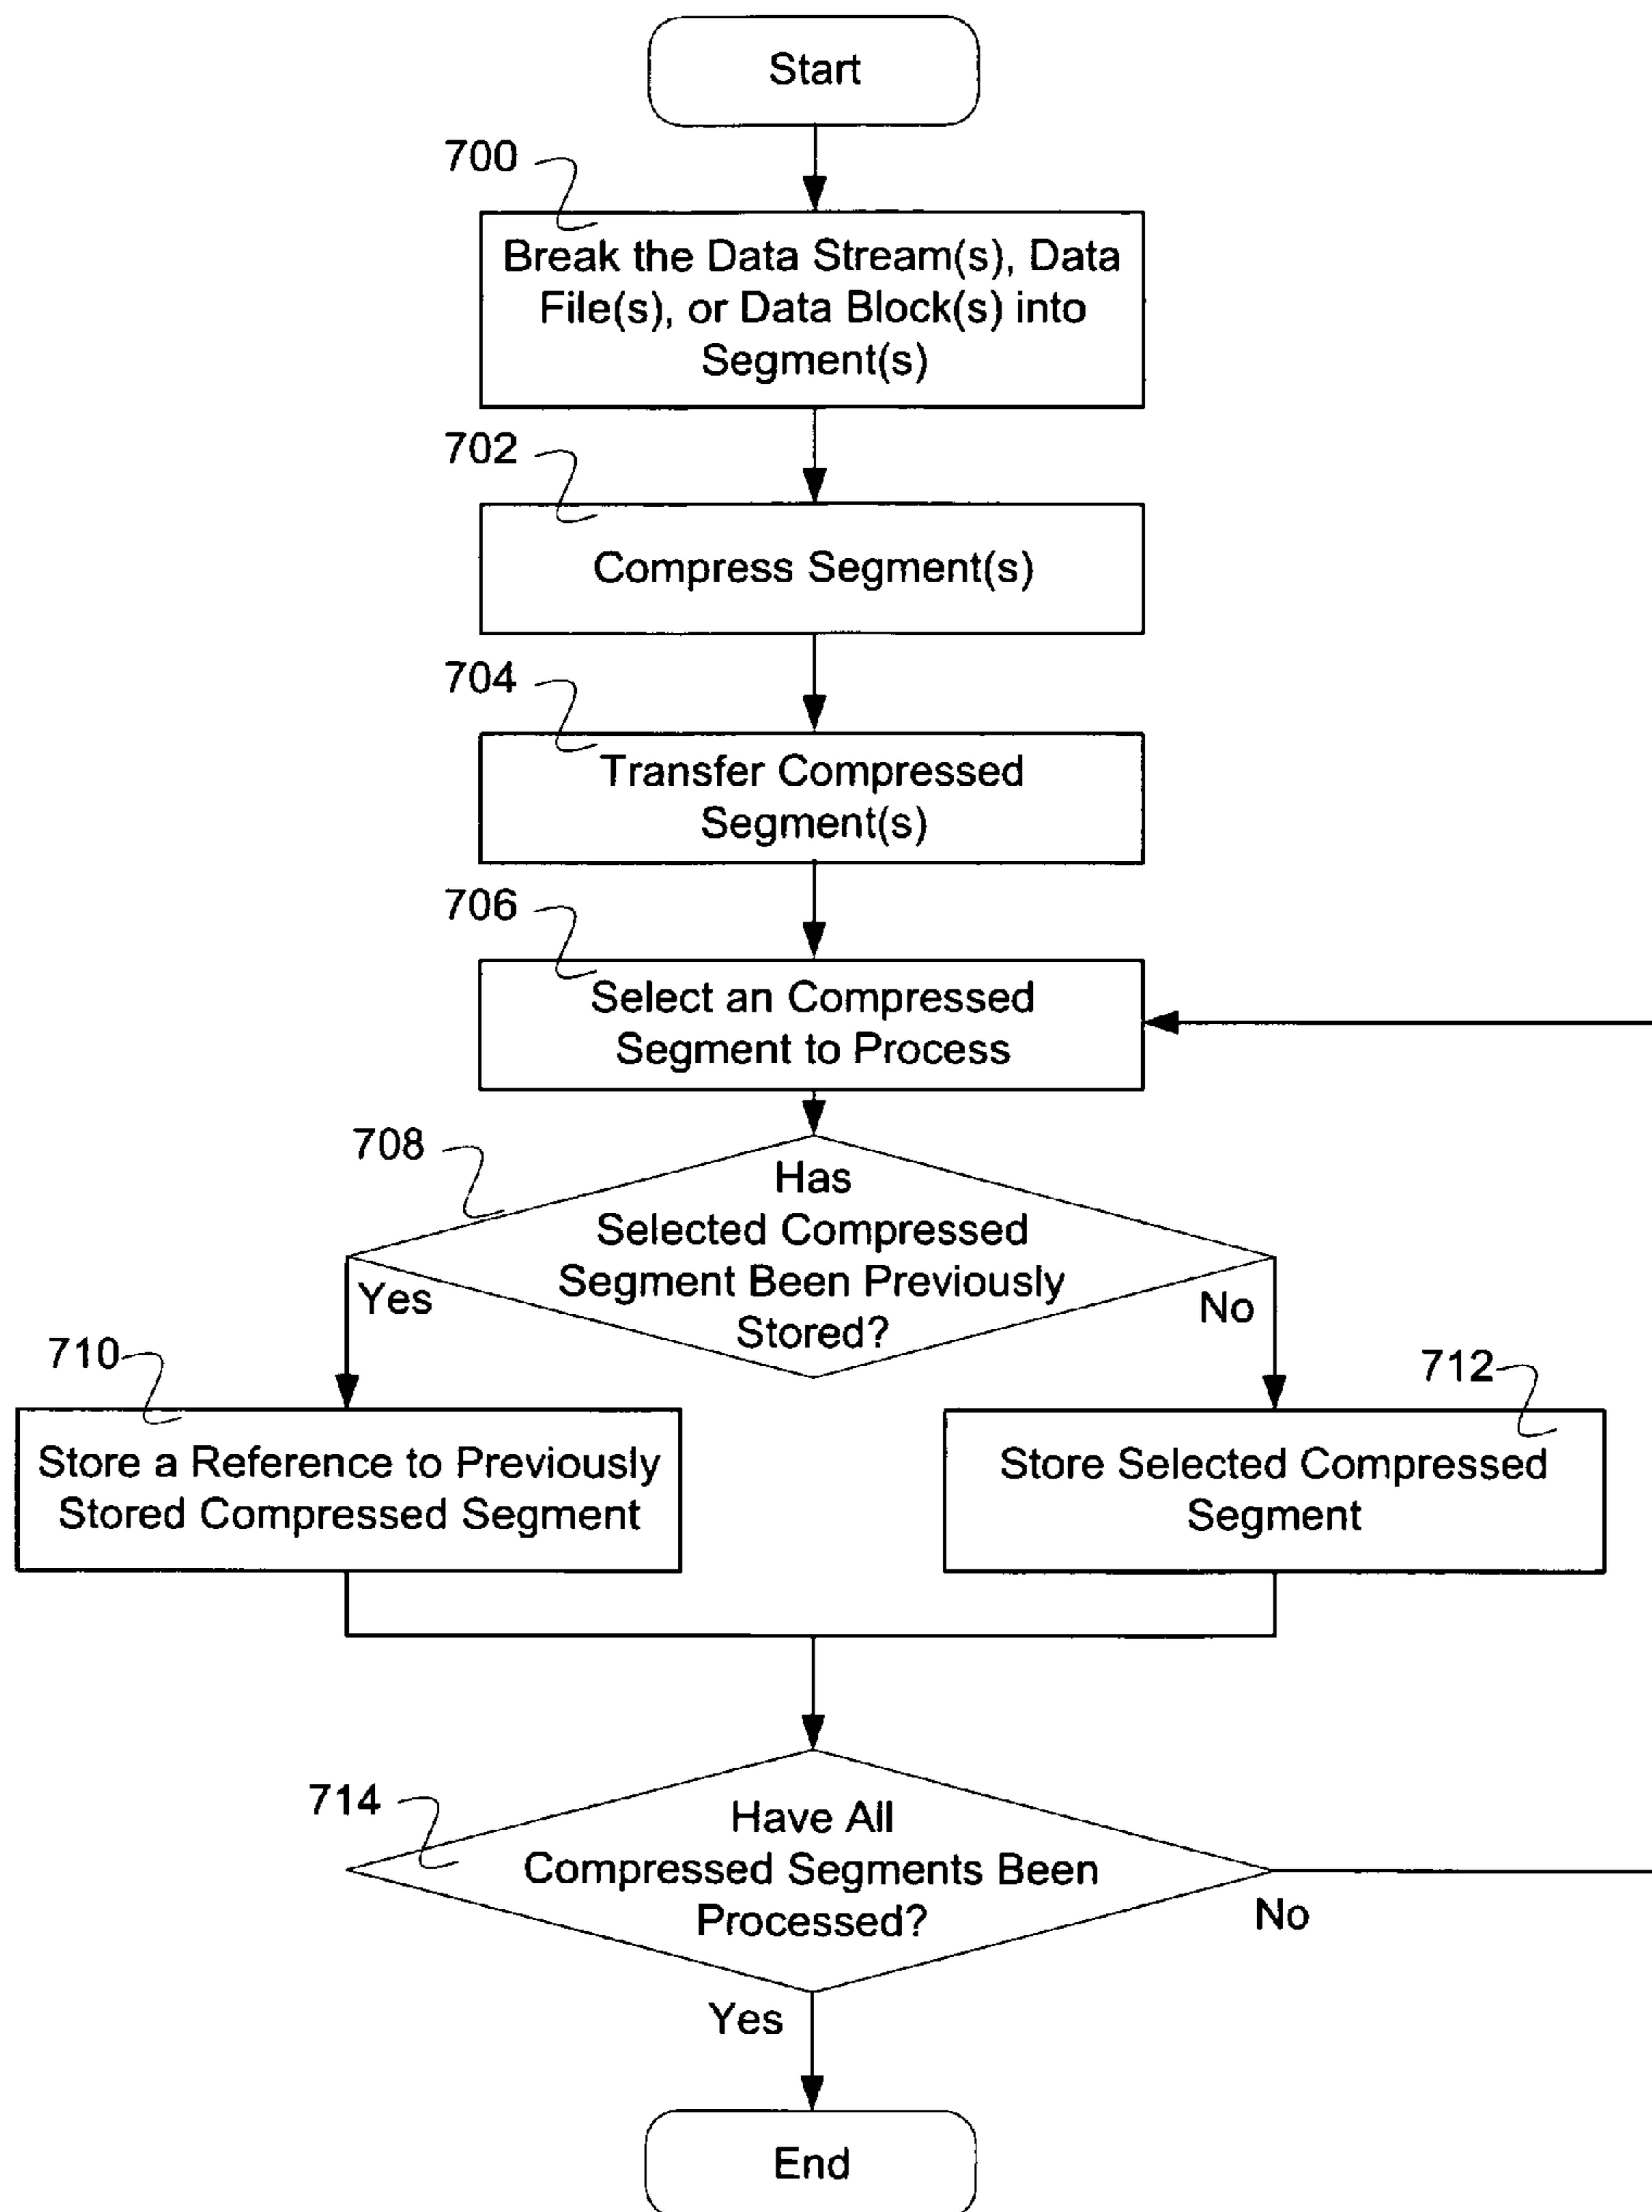 Start
700
Break the Data Stream(s), Data
File(s), or Data Block(s) into
Segment(s)
702
Compress Segment(s)
704
Transfer Compressed
Segment(s)
706
Select an Compressed
Segment to Process
708
Has
Selected Compressed
Segment Been Previously
Stored?
Yes
No
710
Store a Reference to Previously
Stored Compressed Segment
712
Store Selected Compressed
Segment
714
Have All
Compressed Segments Been
Processed?
No
Yes
End